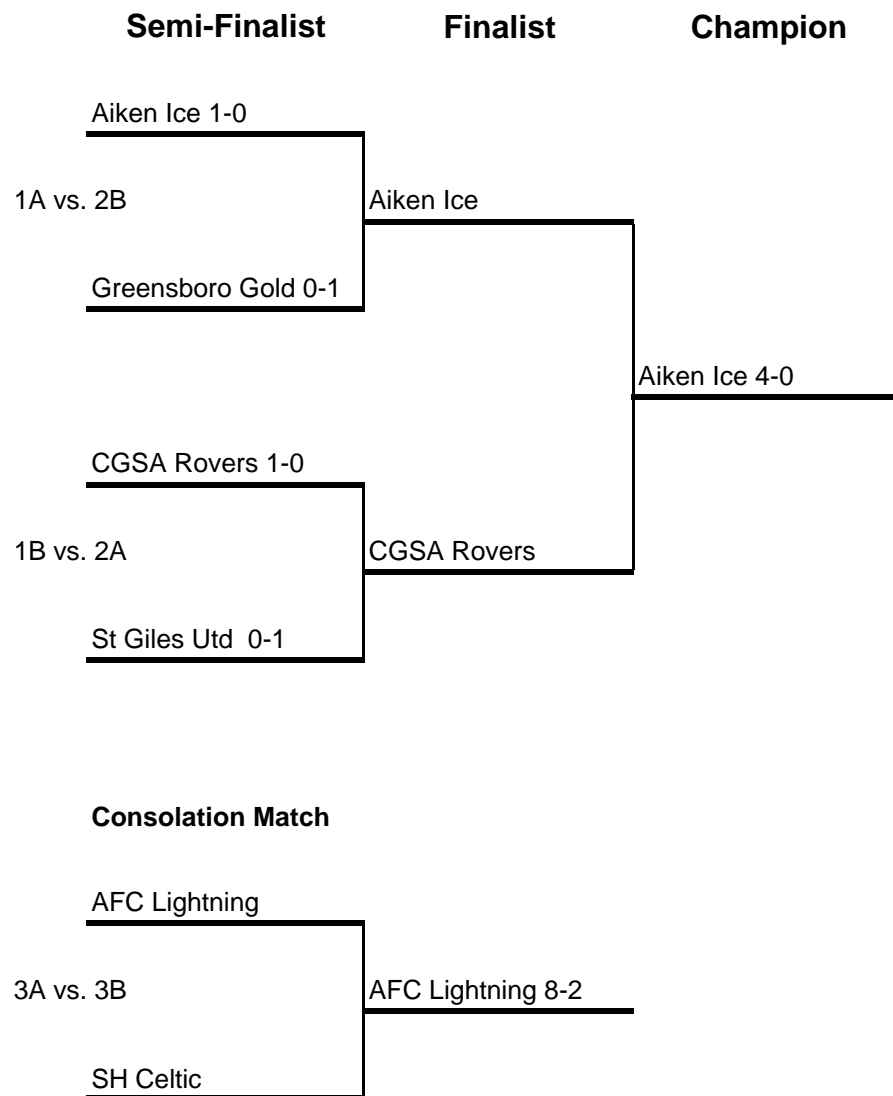 Semi-Finalist Finalist Champion
Aiken Ice 1-0
1A vs. 2B Aiken Ice
Greensboro Gold 0-1
Aiken Ice 4-0
CGSA Rovers 1-0
1B vs. 2A CGSA Rovers
St Giles Utd  0-1
Consolation Match
AFC Lightning
3A vs. 3B AFC Lightning 8-2
SH Celtic